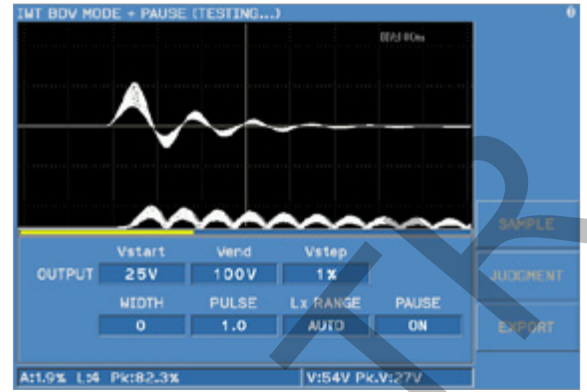 IWT BDV MODE + PAUSE (TESTING...)
SAMPLE
Vstart Vend Vstep
OUTPUT 25V 100V 1%
JUDGMENT
WIDTH PULSE Lx RANGE PAUSE
0 1.0 AUTO ON
EXPORT
A:1.9% L:4 Pk:82.3% V:54V Pk.V:27V